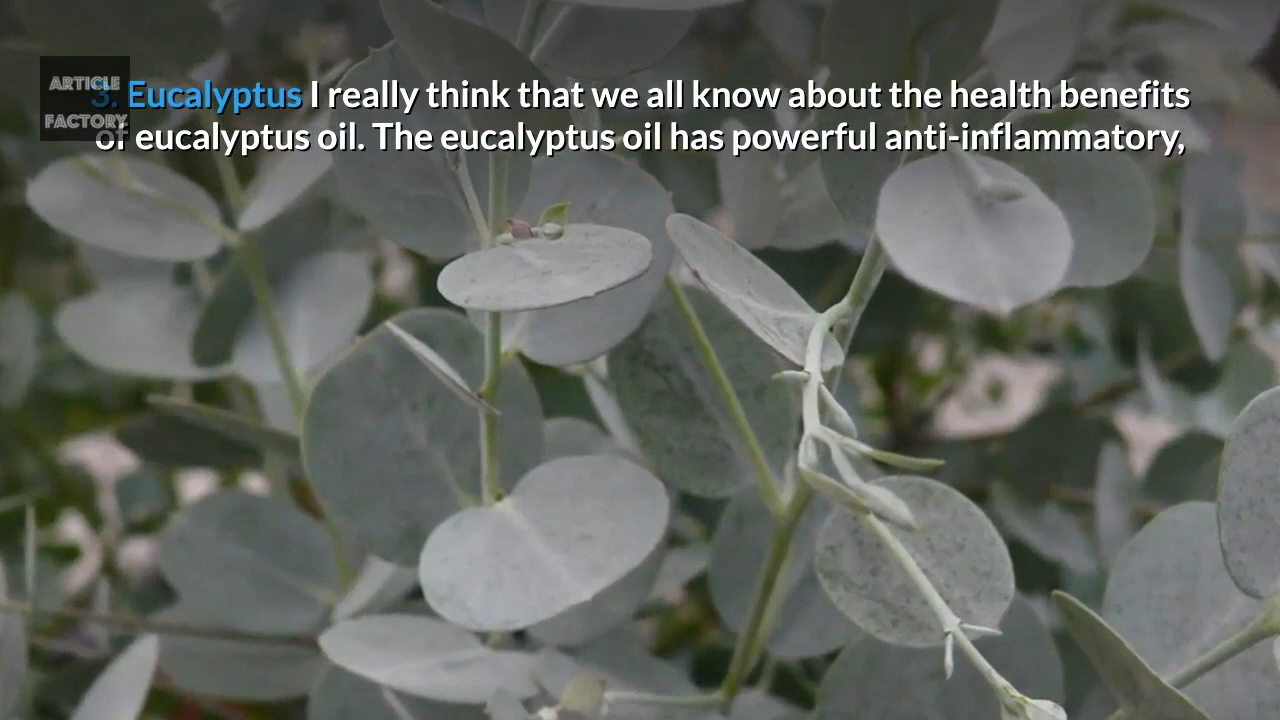 ARTICLE
FACTORY
3. Eucalyptus I really think that we all know about the health benefits
of eucalyptus oil. The eucalyptus oil has powerful anti-inflammatory,